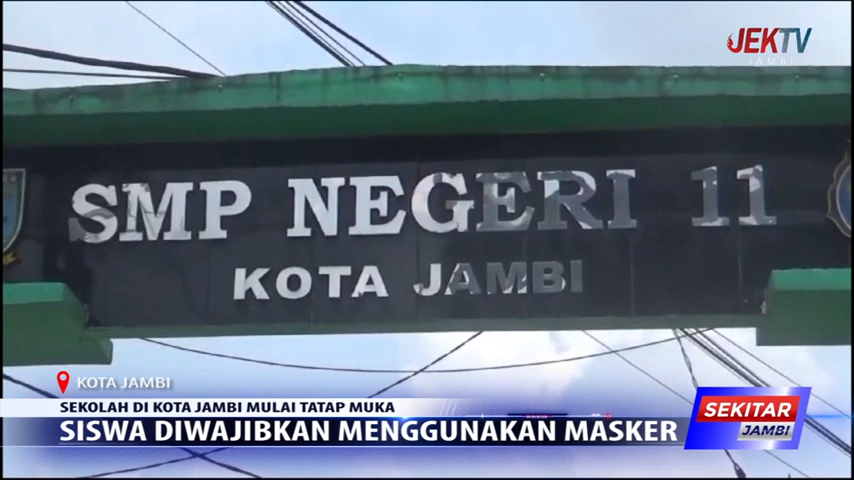 JEKTV
JAMBI
SMP NEGERI 11
KOTA JAMBI
KOTA JAMBI
SEKOLAH DI KOTA JAMBI MULAI TATAP MUKA
SISWA DIWAJIBKAN MENGGUNAKAN MASKER
SEKITAR
JAMBI